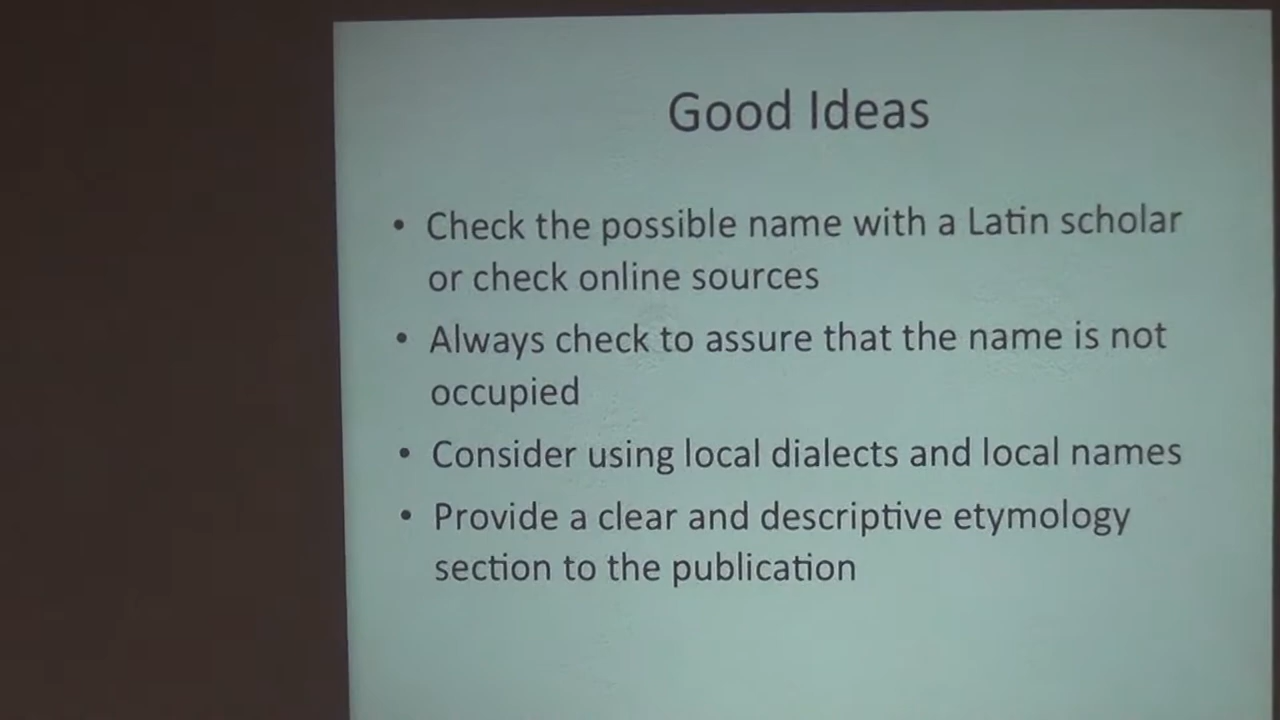 Good Ideas
• Check the possible name with a Latin scholar
or check online sources
• Always check to assure that the name is not
occupied
• Consider using local dialects and local names
• Provide a clear and descriptive etymology
section to the publication